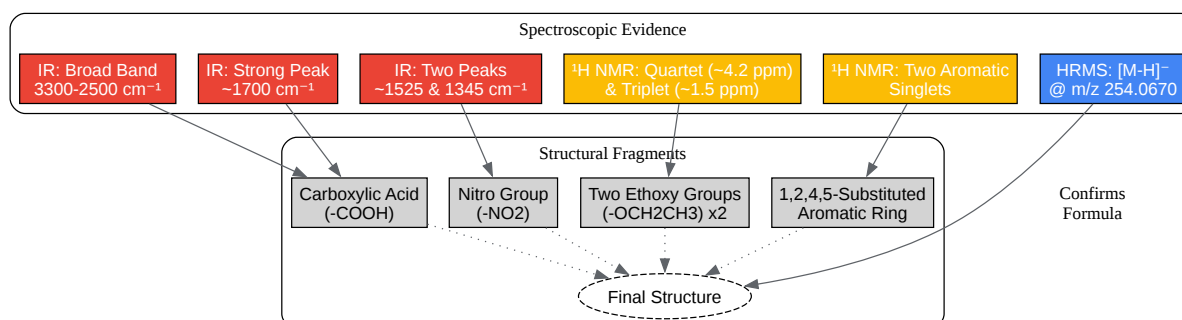 Spectroscopic Evidence
IR: Broad Band
3300-2500 cm⁻¹
IR: Strong Peak
~1700 cm⁻¹
IR: Two Peaks
~1525 & 1345 cm⁻¹
¹H NMR: Quartet (~4.2 ppm)
& Triplet (~1.5 ppm)
¹H NMR: Two Aromatic
Singlets
HRMS: [M-H]⁻
@ m/z 254.0670
Structural Fragments
Carboxylic Acid
(-COOH)
Nitro Group
(-NO2)
Two Ethoxy Groups
(-OCH2CH3) x2
1,2,4,5-Substituted
Aromatic Ring
Confirms
Formula
Final Structure